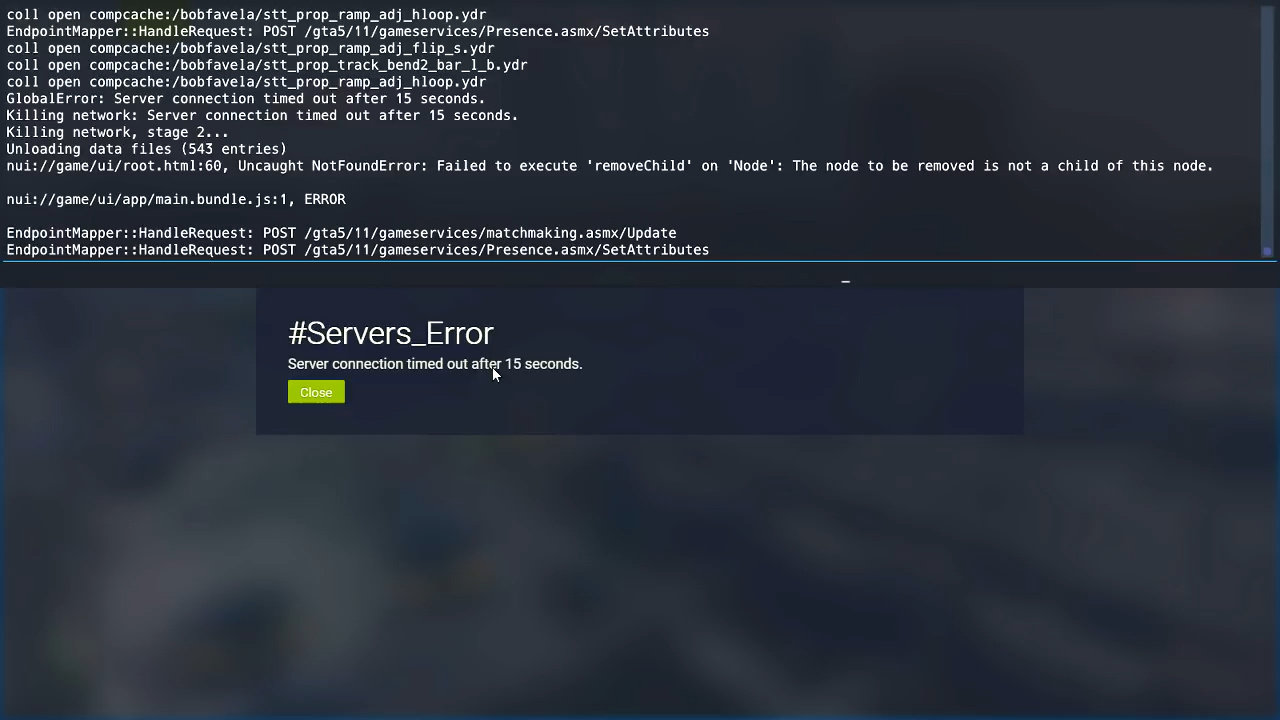 coll open compcache:/bobfavela/stt_prop_ramp_adj_hloop.ydr
EndpointMapper::HandleRequest: POST /gta5/11/gameservices/Presence.asmx/SetAttributes
coll open compcache:/bobfavela/stt_prop_ramp_adj_flip_s.ydr
coll open compcache:/bobfavela/stt_prop_track_bend2_bar_l_b.ydr
coll open compcache:/bobfavela/stt_prop_ramp_adj_hloop.ydr
GlobalError: Server connection timed out after 15 seconds.
Killing network: Server connection timed out after 15 seconds.
Killing network, stage 2...
Unloading data files (543 entries)
nui://game/ui/root.html:60, Uncaught NotFoundError: Failed to execute 'removeChild' on 'Node': The node to be removed is not a child of this node.
nui://game/ui/app/main.bundle.js:1, ERROR
EndpointMapper::HandleRequest: POST /gta5/11/gameservices/matchmaking.asmx/Update
EndpointMapper::HandleRequest: POST /gta5/11/gameservices/Presence.asmx/SetAttributes
#Servers_Error
Server connection timed out after 15 seconds.
Close